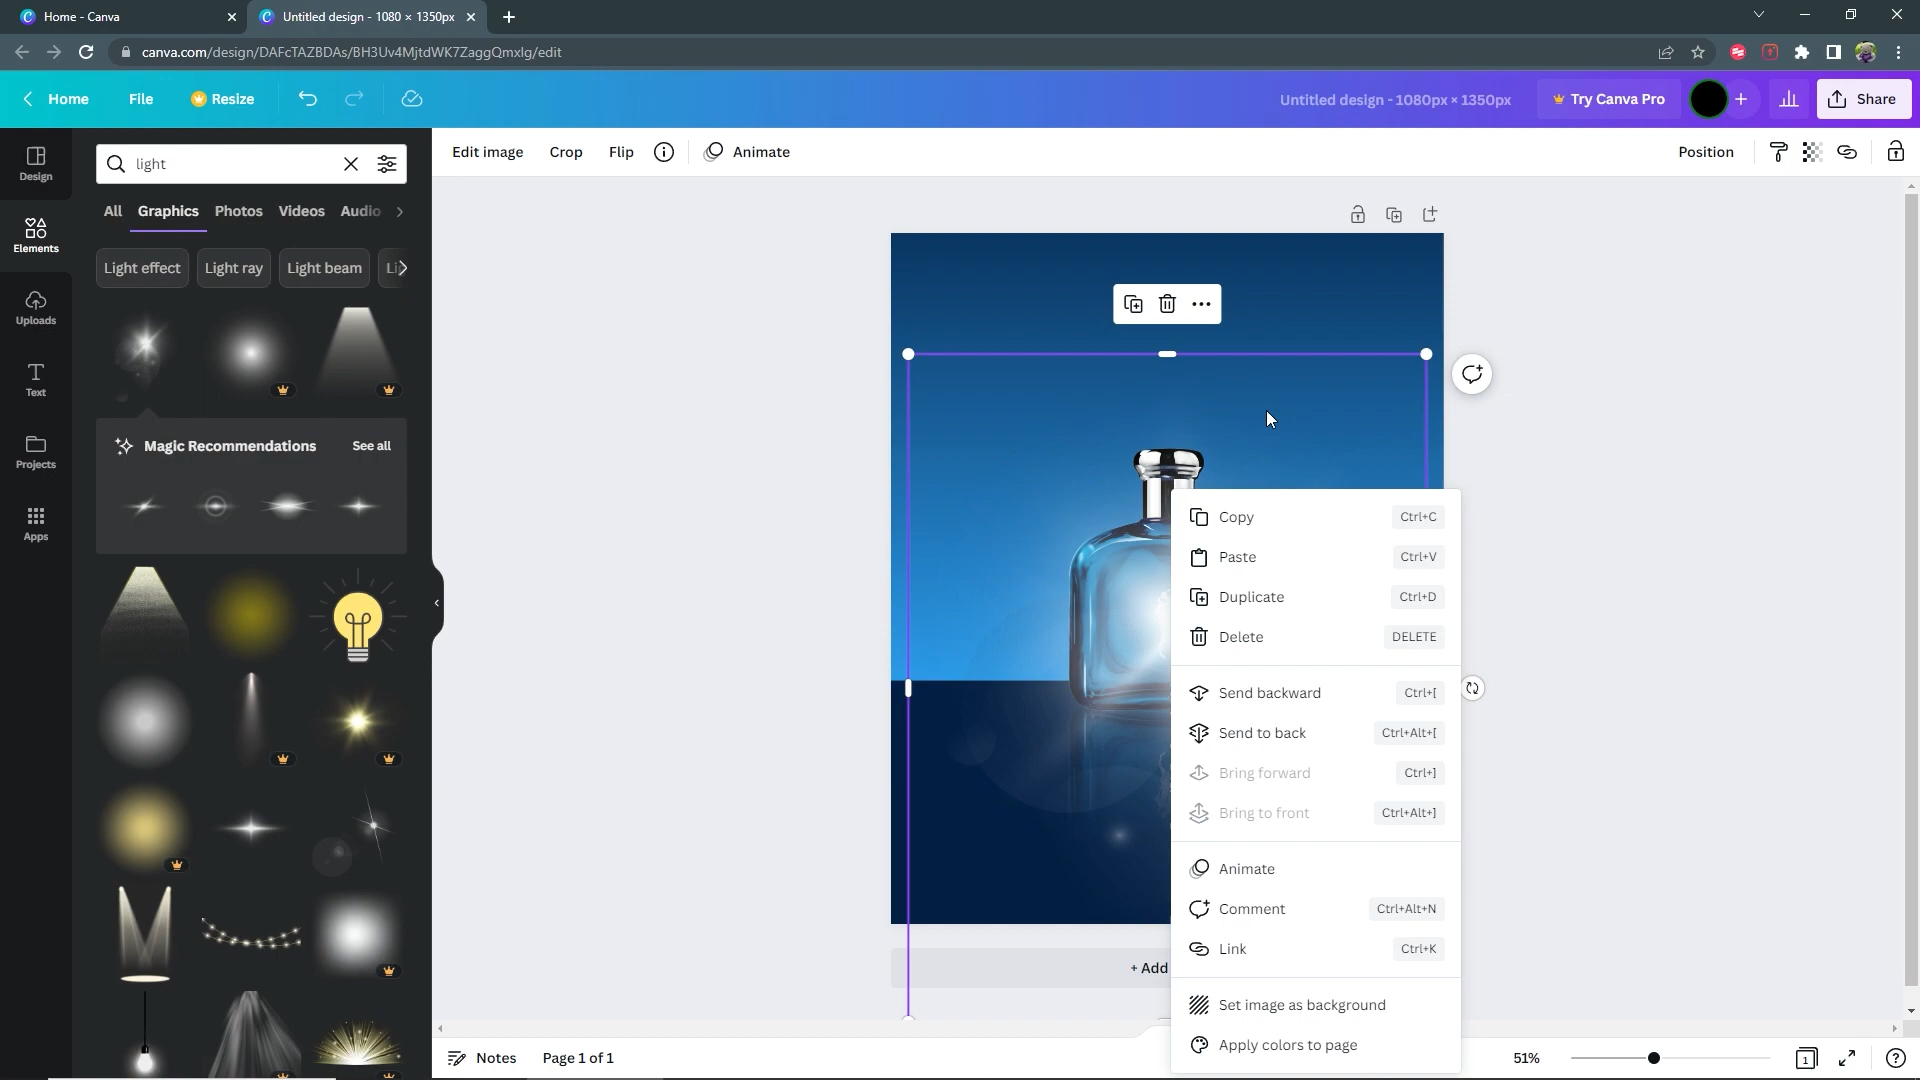 Home - Canva
Untitled design - 1080 × 1350px
canva.com/design/DAFcTAZBDAs/BH3Uv4MjtdWK7ZaggQmxlg/edit
Home
File
Resize
Untitled design - 1080px × 1350px
Try Canva Pro
Share
Design
Elements
Uploads
Text
Projects
Apps
light
All
Graphics
Photos
Videos
Audio
Light effect
Light ray
Light beam
Li
Magic Recommendations
See all
Edit image
Crop
Flip
Animate
Position
Copy Ctrl+C
Paste Ctrl+V
Duplicate Ctrl+D
Delete DELETE
Send backward Ctrl+[
Send to back Ctrl+Alt+[
Bring forward Ctrl+]
Bring to front Ctrl+Alt+]
Animate
Comment Ctrl+Alt+N
Link Ctrl+K
Set image as background
Apply colors to page
+ Add
Notes
Page 1 of 1
51%
1